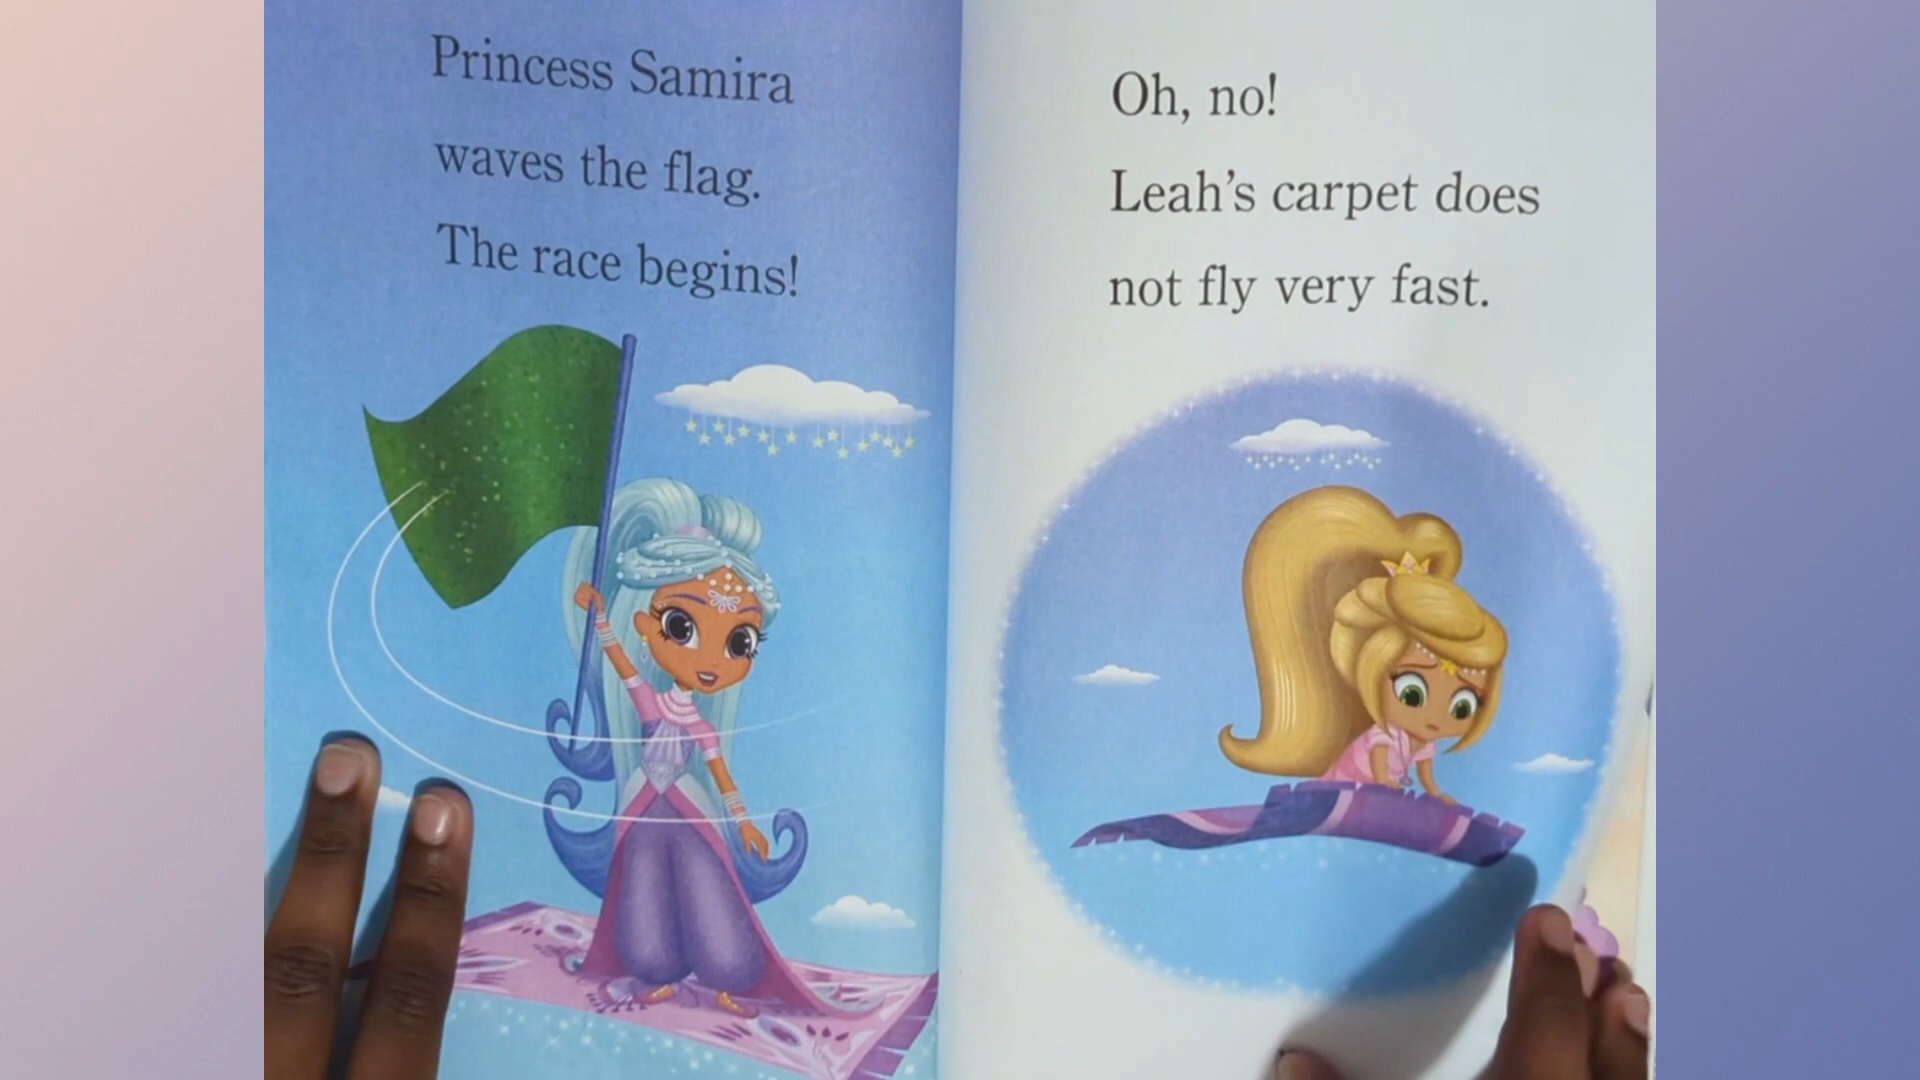 Princess Samira
waves the flag.
The race begins!
Oh, no!
Leah’s carpet does
not fly very fast.